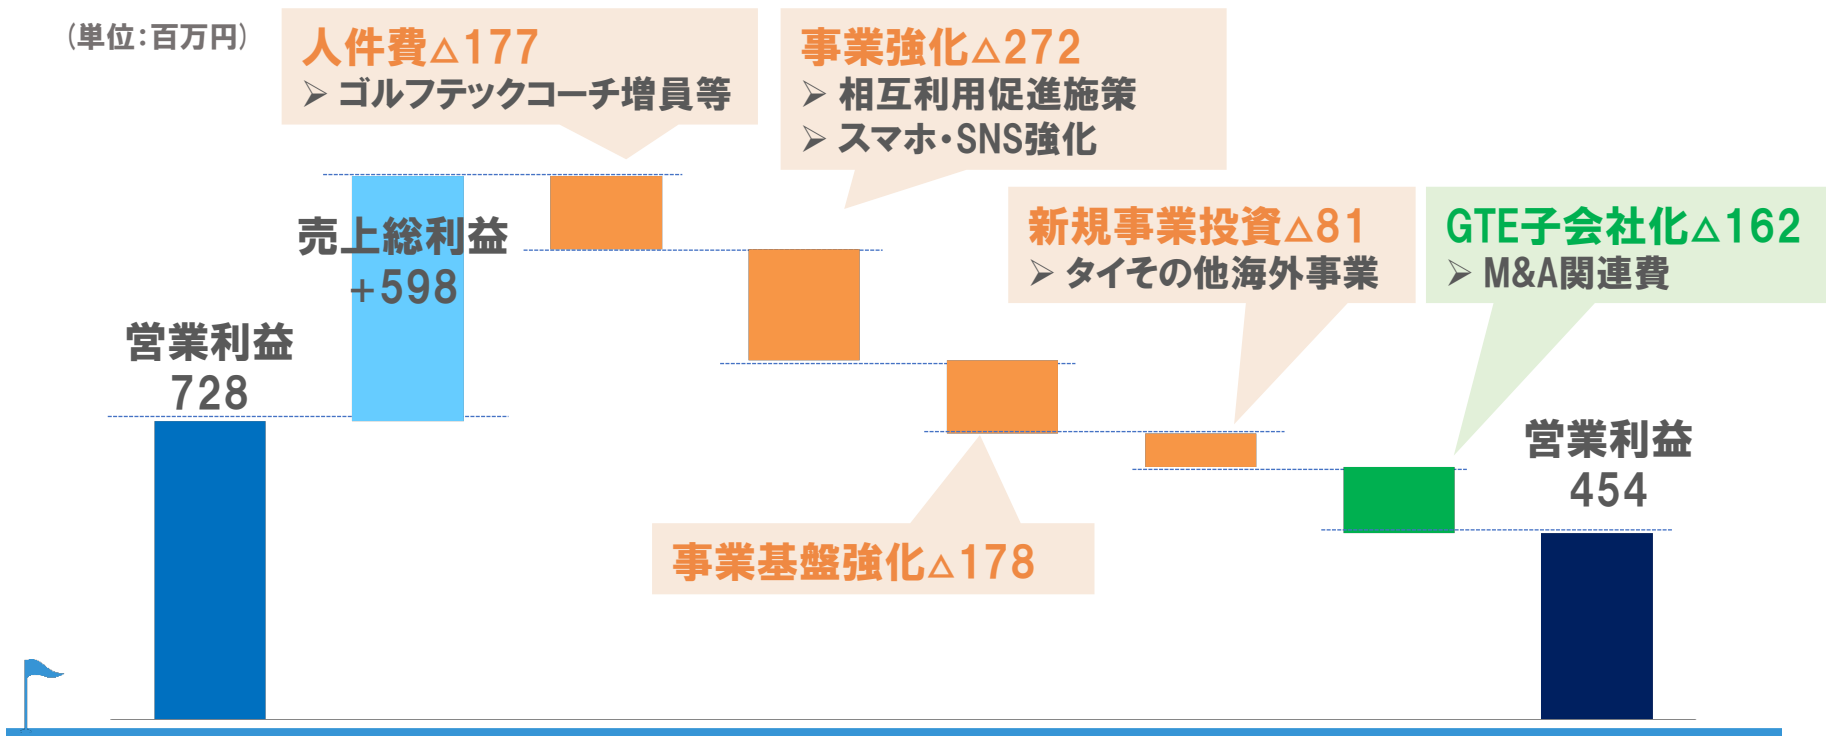 (単位:百万円)
人件費△177
➢ ゴルフテックコーチ増員等
事業強化△272
➢ 相互利用促進施策
➢ スマホ・SNS強化
新規事業投資△81
➢ タイその他海外事業
GTE子会社化△162
➢ M&A関連費
売上総利益
+598
営業利益
728
事業基盤強化△178
営業利益
454